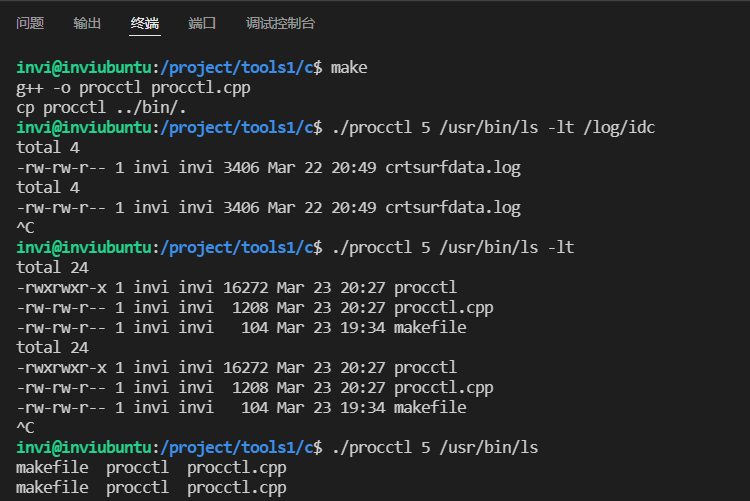 问题 输出 终端 端口 调试控制台
invi@inviubuntu:/project/tools1/c$ make
g++ -o procctl procctl.cpp
cp procctl ../bin/.
invi@inviubuntu:/project/tools1/c$ ./procctl 5 /usr/bin/ls -lt /log/idc
total 4
-rw-rw-r-- 1 invi invi 3406 Mar 22 20:49 crtsurfdata.log
total 4
-rw-rw-r-- 1 invi invi 3406 Mar 22 20:49 crtsurfdata.log
^C
invi@inviubuntu:/project/tools1/c$ ./procctl 5 /usr/bin/ls -lt
total 24
-rwxrwxr-x 1 invi invi 16272 Mar 23 20:27 procctl
-rw-rw-r-- 1 invi invi  1208 Mar 23 20:27 procctl.cpp
-rw-rw-r-- 1 invi invi   104 Mar 23 19:34 makefile
total 24
-rwxrwxr-x 1 invi invi 16272 Mar 23 20:27 procctl
-rw-rw-r-- 1 invi invi  1208 Mar 23 20:27 procctl.cpp
-rw-rw-r-- 1 invi invi   104 Mar 23 19:34 makefile
^C
invi@inviubuntu:/project/tools1/c$ ./procctl 5 /usr/bin/ls
makefile  procctl  procctl.cpp
makefile  procctl  procctl.cpp